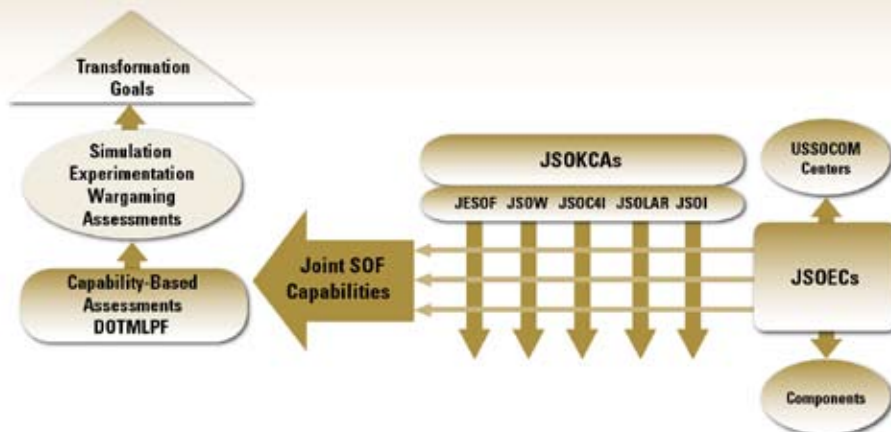 Transformation
Goals
Simulation
Experimentation
Wargaming
Assessments
Capability-Based
Assessments
DOTMLPF
Joint SOF
Capabilities
JSOKCAs
JESOF JSOW JSOC4I JSOLAR JSOI
USSOCOM
Centers
JSOECs
Components